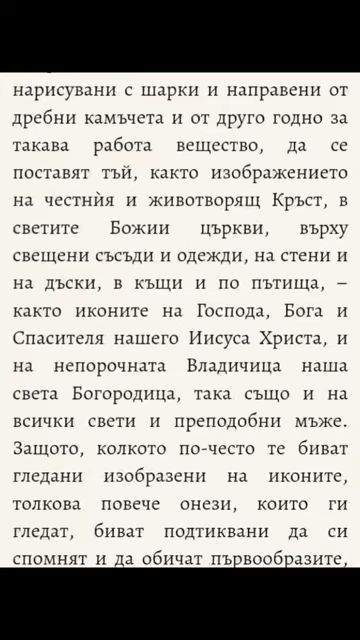 нарисувани с шарки и направени от
дребни камъчета и от друго годно за
такава работа вещество, да се
поставят тъй, както изображението
на честнѝя и животворящ Кръст, в
светите Божии църкви, върху
свещени съсъди и одежди, на стени и
на дъски, в къщи и по пътища, –
както иконите на Господа, Бога и
Спасителя нашего Иисуса Христа, и
на непорочната Владичица наша
света Богородица, така също и на
всички свети и преподобни мъже.
Защото, колкото по-често те биват
гледани изобразени на иконите,
толкова повече онези, които ги
гледат, биват подтиквани да си
спомнят и да обичат първообразите,